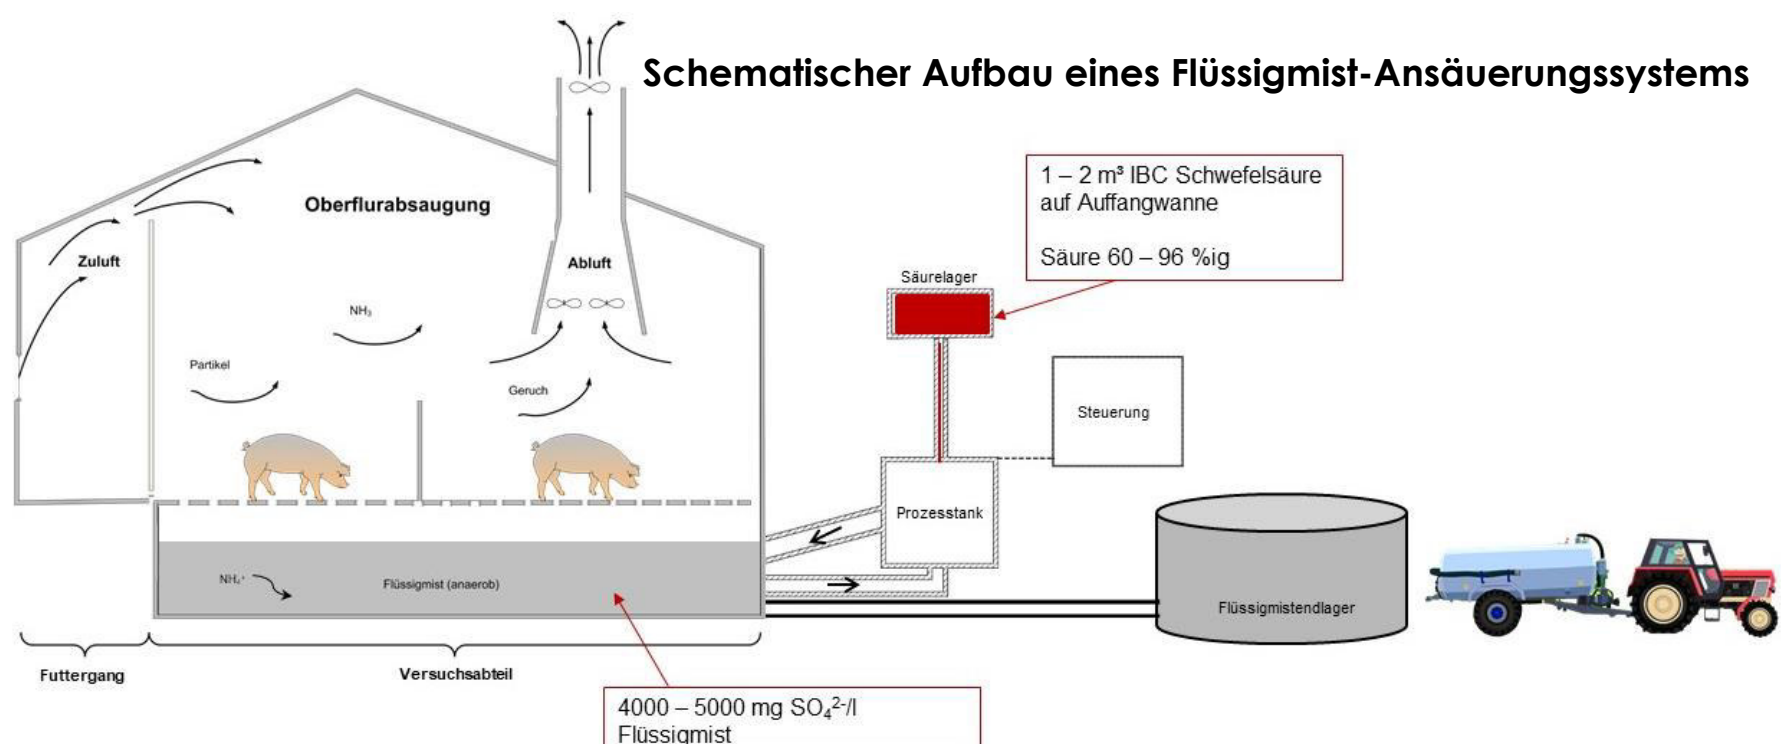 Schematischer Aufbau eines Flüssigmist-Ansäuerungssystems
1 – 2 m³ IBC Schwefelsäure
auf Auffangwanne
Säure 60 – 96 %ig
Oberflurabsaugung
Zuluft
Abluft
Säurelager
NH₃
Partikel
Geruch
Steuerung
Prozesstank
NH₄⁺
Flüssigmist (anaerob)
Flüssigmistendlager
Futtergang
Versuchsabteil
4000 – 5000 mg SO₄²⁻/l
Flüssigmist